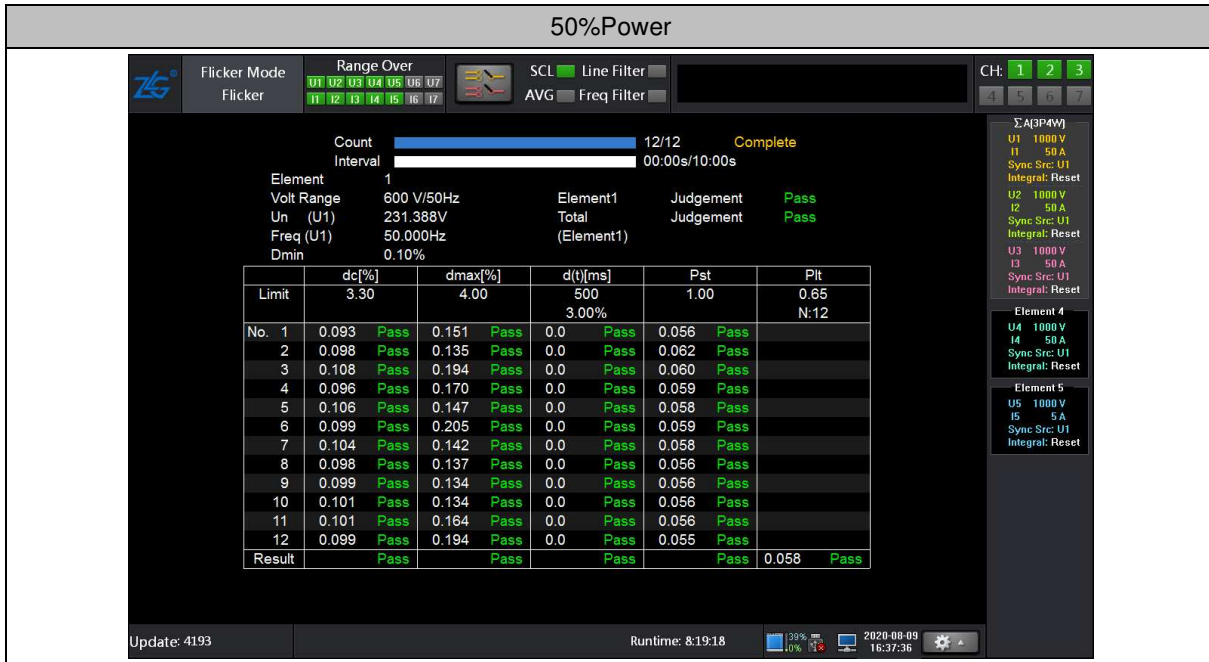 50%Power
ZLG®
Flicker Mode
Flicker
Range Over
U1 U2 U3 U4 U5 U6 U7
I1 I2 I3 I4 I5 I6 I7
SCL Line Filter
AVG Freq Filter
CH: 1 2 3
4 5 6 7
Count 12/12 Complete
Interval 00:00s/10:00s
Element 1
Volt Range 600 V/50Hz Element1 Judgement Pass
Un (U1) 231.388V Total Judgement Pass
Freq (U1) 50.000Hz (Element1)
Dmin 0.10%
dc[%] dmax[%] d(t)[ms] Pst Plt
Limit 3.30 4.00 500 1.00 0.65
3.00% N:12
No. 1 0.093 Pass 0.151 Pass 0.0 Pass 0.056 Pass
2 0.098 Pass 0.135 Pass 0.0 Pass 0.062 Pass
3 0.108 Pass 0.194 Pass 0.0 Pass 0.060 Pass
4 0.096 Pass 0.170 Pass 0.0 Pass 0.059 Pass
5 0.106 Pass 0.147 Pass 0.0 Pass 0.058 Pass
6 0.099 Pass 0.205 Pass 0.0 Pass 0.059 Pass
7 0.104 Pass 0.142 Pass 0.0 Pass 0.058 Pass
8 0.098 Pass 0.137 Pass 0.0 Pass 0.056 Pass
9 0.099 Pass 0.134 Pass 0.0 Pass 0.056 Pass
10 0.101 Pass 0.134 Pass 0.0 Pass 0.056 Pass
11 0.101 Pass 0.164 Pass 0.0 Pass 0.056 Pass
12 0.099 Pass 0.194 Pass 0.0 Pass 0.055 Pass
Result Pass Pass Pass Pass 0.058 Pass
ΣA(3P4W)
U1 1000 V
I1 50 A
Sync Src: U1
Integral: Reset
U2 1000 V
I2 50 A
Sync Src: U1
Integral: Reset
U3 1000 V
I3 50 A
Sync Src: U1
Integral: Reset
Element 4
U4 1000 V
I4 50 A
Sync Src: U1
Integral: Reset
Element 5
U5 1000 V
I5 5 A
Sync Src: U1
Integral: Reset
Update: 4193
Runtime: 8:19:18
39%
0%
2020-08-09
16:37:36